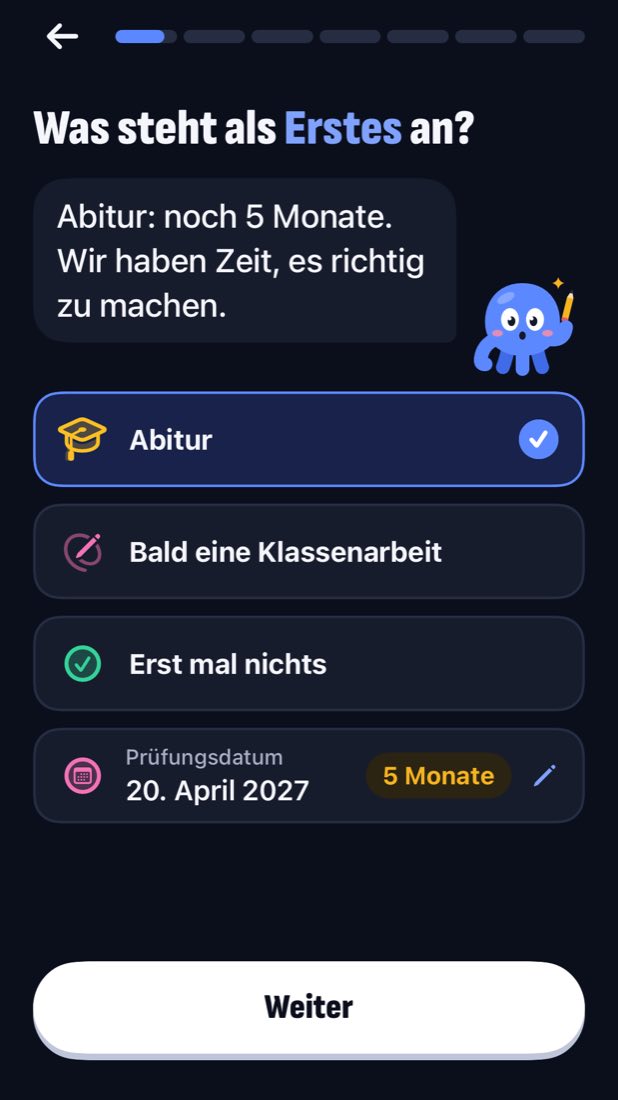 Was steht als Erstes an?
Abitur: noch 5 Monate.
Wir haben Zeit, es richtig
zu machen.
Abitur
Bald eine Klassenarbeit
Erst mal nichts
Prüfungsdatum
20. April 2027
5 Monate
Weiter